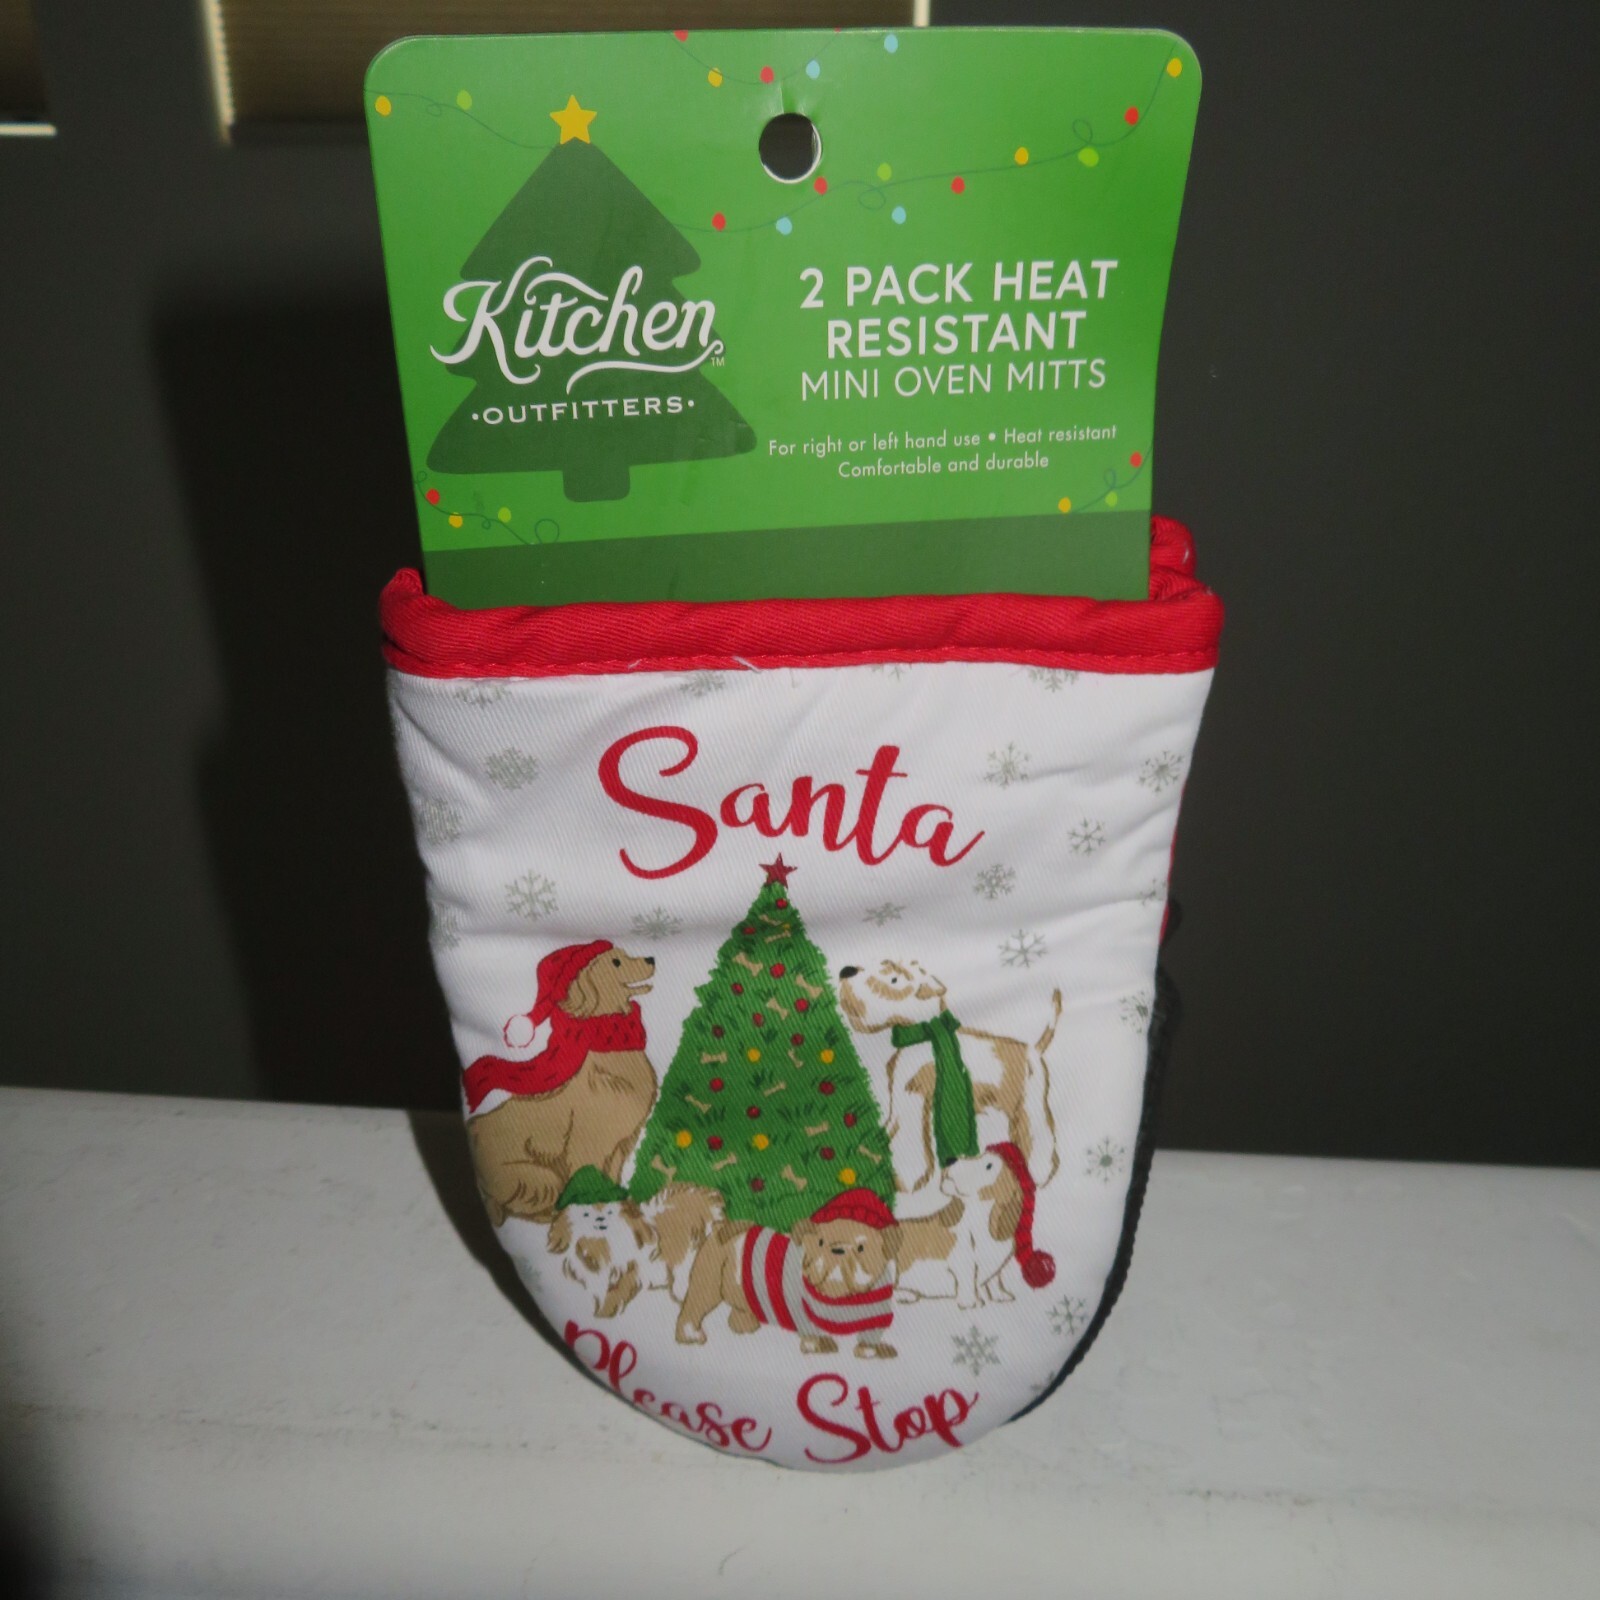 Kitchen
TM
•OUTFITTERS•
2 PACK HEAT
RESISTANT
MINI OVEN MITTS
For right or left hand use • Heat resistant
Comfortable and durable
Santa
Please Stop